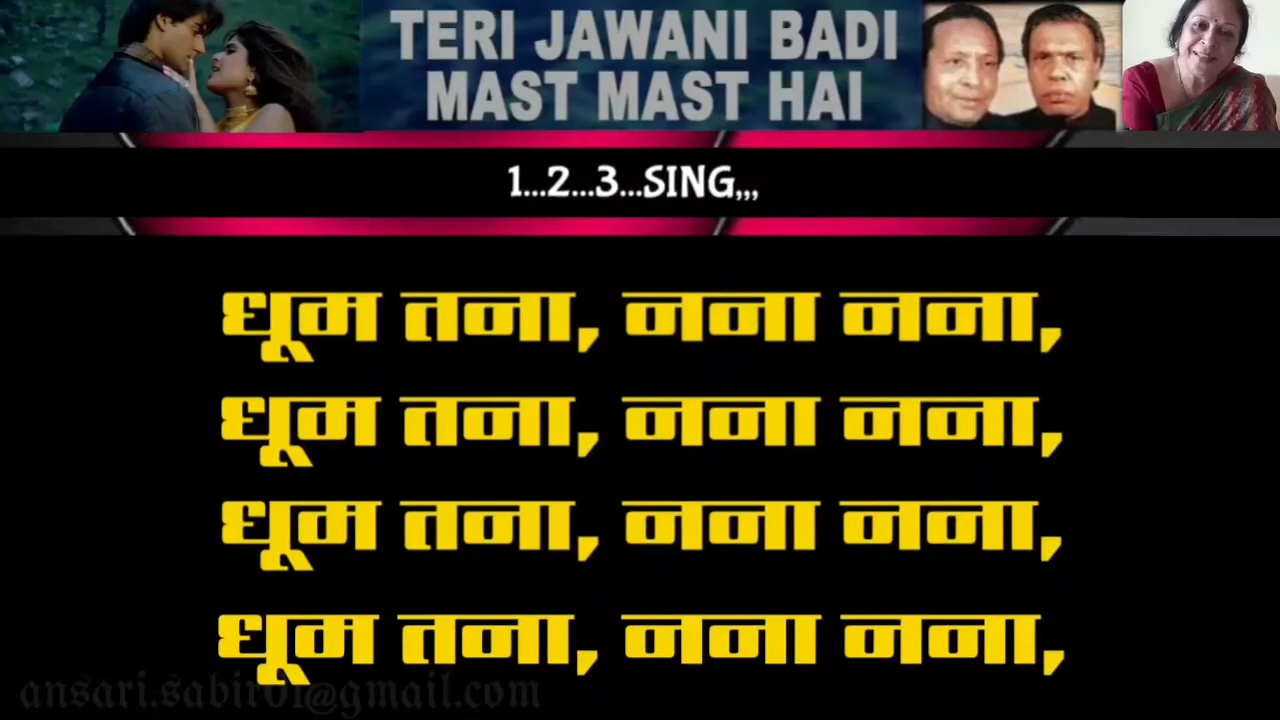 TERI JAWANI BADI
MAST MAST HAI
1...2...3...SING,,,
धूम तना, नना नना,
धूम तना, नना नना,
धूम तना, नना नना,
धूम तना, नना नना,
ansari.sabir01@gmail.com